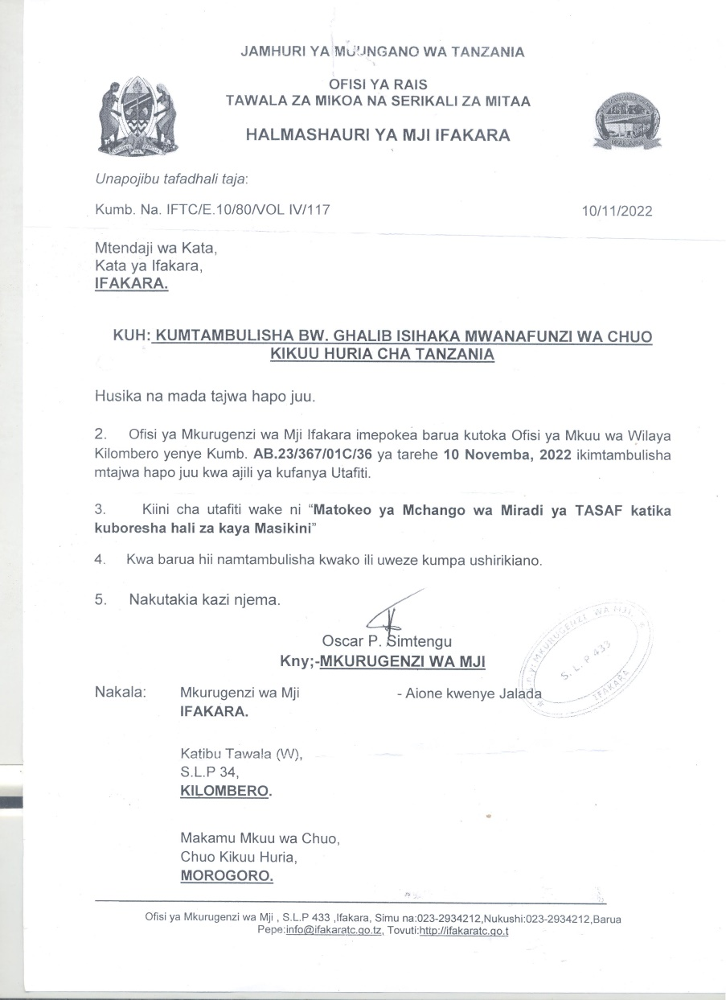 JAMHURI YA MUUNGANO WA TANZANIA
OFISI YA RAIS
TAWALA ZA MIKOA NA SERIKALI ZA MITAA
HALMASHAURI YA MJI IFAKARA
Unapojibu tafadhali taja:
Kumb. Na. IFTC/E.10/80/VOL IV/117
10/11/2022
Mtendaji wa Kata,
Kata ya Ifakara,
IFAKARA.
KUH: KUMTAMBULISHA BW. GHALIB ISIHAKA MWANAFUNZI WA CHUO
KIKUU HURIA CHA TANZANIA
Husika na mada tajwa hapo juu.
2. Ofisi ya Mkurugenzi wa Mji Ifakara imepokea barua kutoka Ofisi ya Mkuu wa Wilaya
Kilombero yenye Kumb. AB.23/367/01C/36 ya tarehe 10 Novemba, 2022 ikimtambulisha
mtajwa hapo juu kwa ajili ya kufanya Utafiti.
3. Kiini cha utafiti wake ni “Matokeo ya Mchango wa Miradi ya TASAF katika
kuboresha hali za kaya Masikini”
4. Kwa barua hii namtambulisha kwako ili uweze kumpa ushirikiano.
5. Nakutakia kazi njema.
Oscar P. Simtengu
Kny;-MKURUGENZI WA MJI
MKURUGENZI WA MJI.
S. L. P 433
IFAKARA
Nakala: Mkurugenzi wa Mji - Aione kwenye Jalada
IFAKARA.
Katibu Tawala (W),
S.L.P 34,
KILOMBERO.
Makamu Mkuu wa Chuo,
Chuo Kikuu Huria,
MOROGORO.
Ofisi ya Mkurugenzi wa Mji , S.L.P 433 ,Ifakara, Simu na:023-2934212,Nukushi:023-2934212,Barua
Pepe:info@ifakaratc.go.tz, Tovuti:http://ifakaratc.go.t